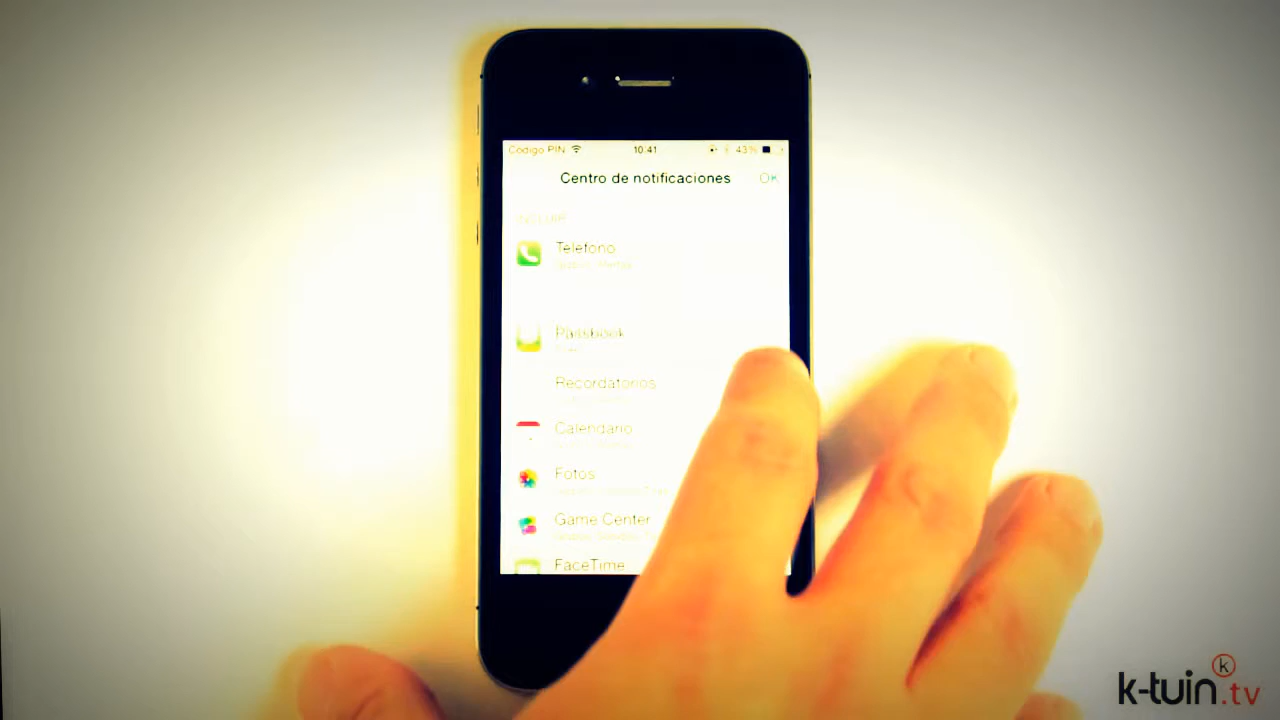 Codigo PIN 10:41 43%
Centro de notificaciones OK
INCLUIR
Teléfono
Passbook
Recordatorios
Calendario
Fotos
Game Center
FaceTime
k-tuin.tv
k